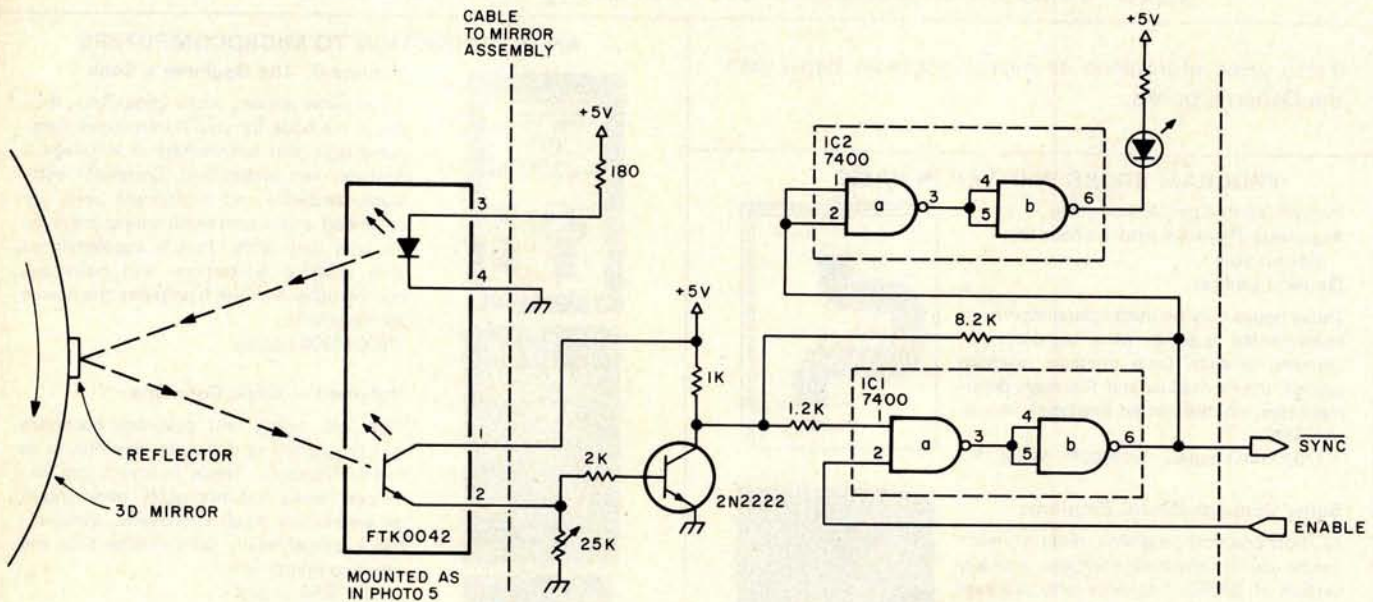 CABLE
TO MIRROR
ASSEMBLY
+5V
180
3
4
1
2
REFLECTOR
3D MIRROR
FTK0042
MOUNTED AS
IN PHOTO 5
2K
25K
+5V
1K
2N2222
1.2K
8.2K
IC2
7400
1
2
a
3
4
5
b
6
+5V
IC1
7400
1
2
a
3
4
5
b
6
SYNC
ENABLE